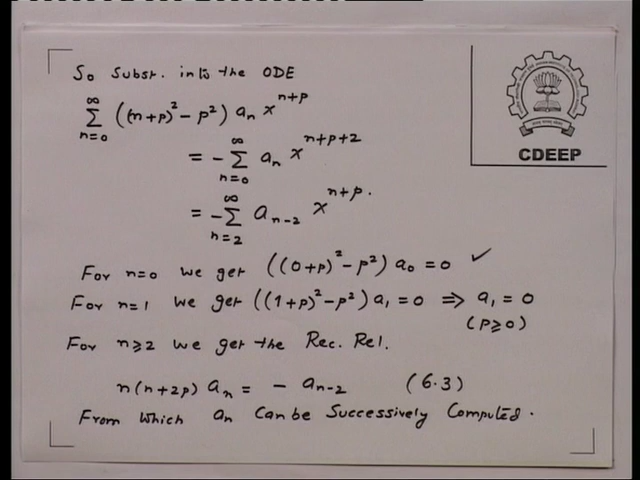 So Subst. into the ODE
∞ ∑ n=0 ((n+p)² - p²) aₙ x^{n+p}
= - ∞ ∑ n=0 aₙ x^{n+p+2}
= - ∞ ∑ n=2 a_{n-2} x^{n+p}.
CDEEP
For n=0 we get ((0+p)² - p²) a₀ = 0 ✓
For n=1 we get ((1+p)² - p²) a₁ = 0 ⟹ a₁ = 0
(p⩾0)
For n⩾2 we get the Rec. Rel.
n(n+2p) aₙ = - a_{n-2} (6.3)
From which aₙ Can be Successively Computed.